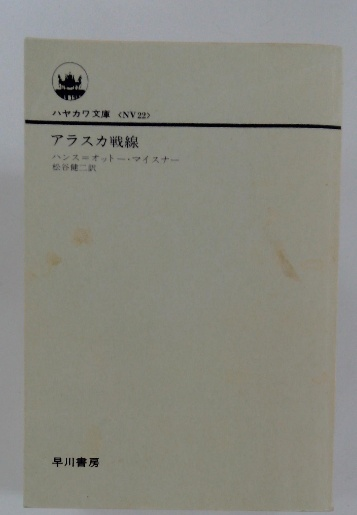 ハヤカワ文庫〈NV22〉
アラスカ戦線
ハンス=オットー・マイスナー
松谷健二訳
早川書房